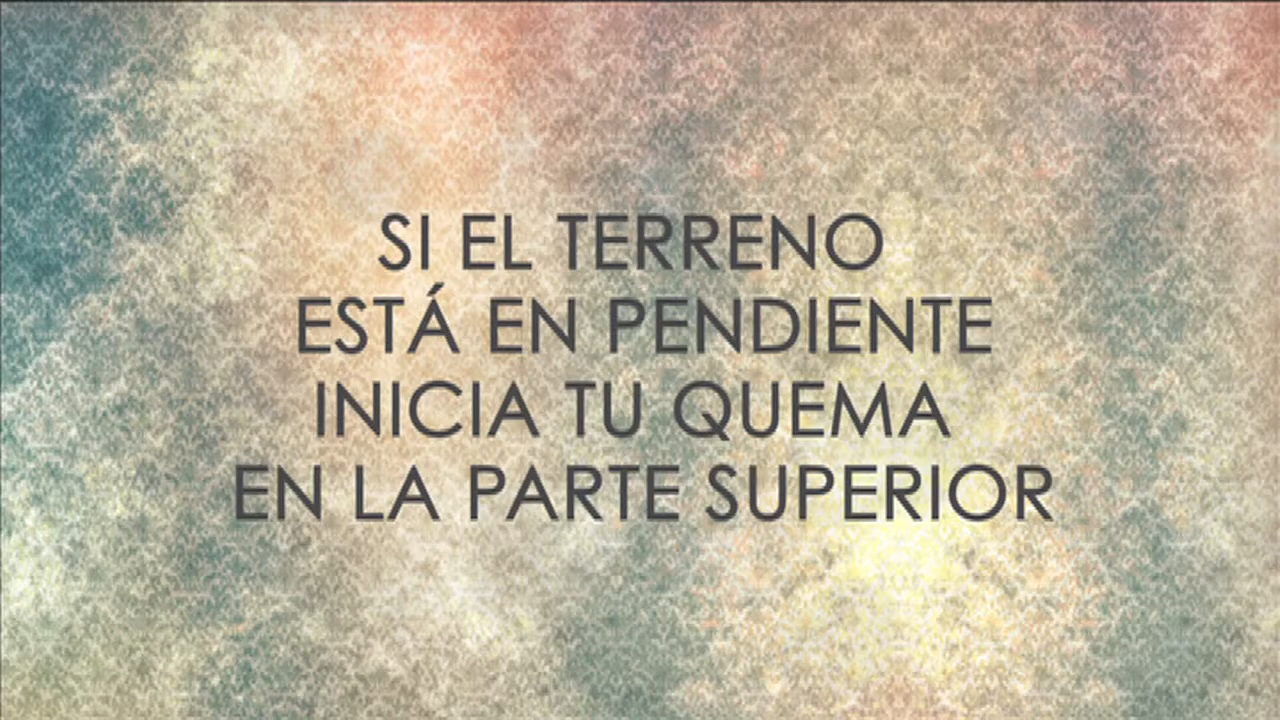 SI EL TERRENO
ESTÁ EN PENDIENTE
INICIA TU QUEMA
EN LA PARTE SUPERIOR